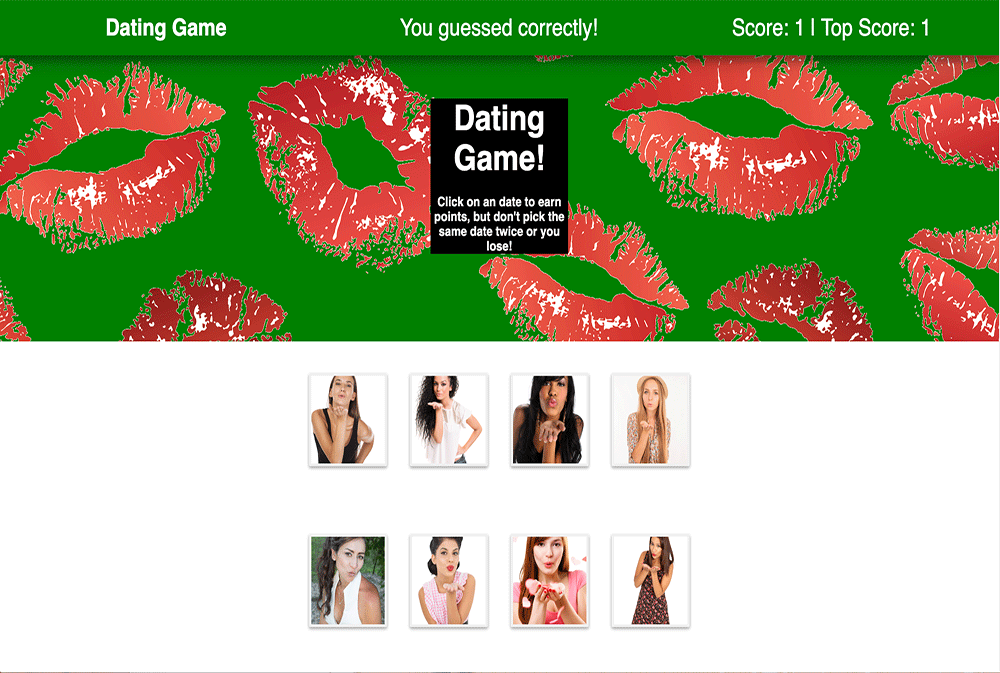 Dating Game
You guessed correctly!
Score: 1 | Top Score: 1
Dating
Game!
Click on an date to earn
points, but don't pick the
same date twice or you
lose!